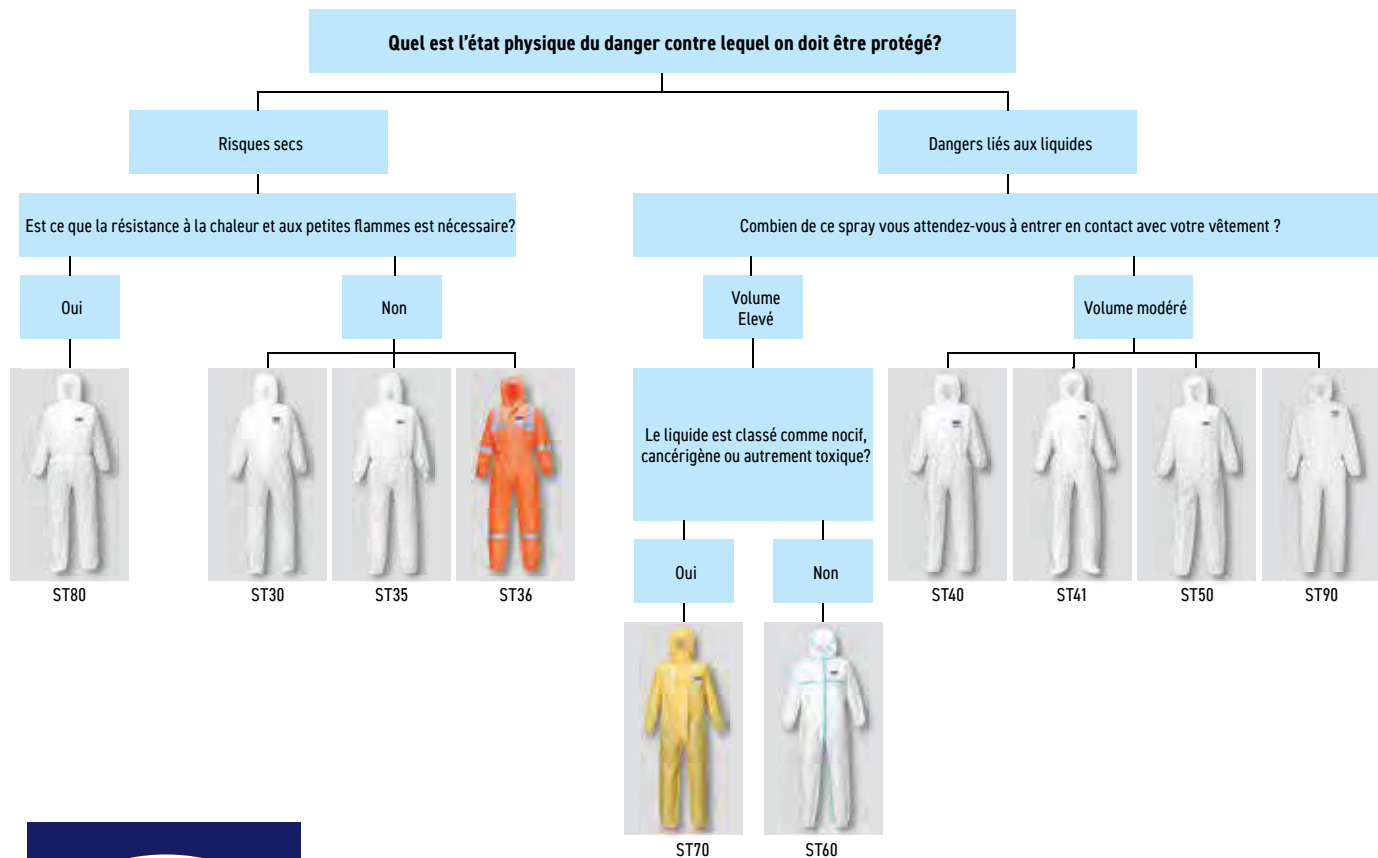 Quel est l'état physique du danger contre lequel on doit être protégé?
Risques secs
Dangers liés aux liquides
Est ce que la résistance à la chaleur et aux petites flammes est nécessaire?
Combien de ce spray vous attendez-vous à entrer en contact avec votre vêtement ?
Oui
Non
Volume
Elevé
Volume modéré
Le liquide est classé comme nocif,
cancérigène ou autrement toxique?
ST80
ST30
ST35
ST36
ST40
ST41
ST50
ST90
Oui
Non
ST70
ST60